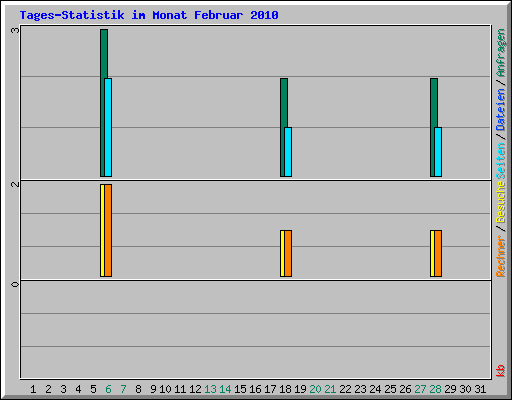 Tages-Statistik im Monat Februar 2010
3
2
0
Rechner / Besuche Seiten / Dateien / Anfragen
kb
1 2 3 4 5 6 7 8 9 10 11 12 13 14 15 16 17 18 19 20 21 22 23 24 25 26 27 28 29 30 31